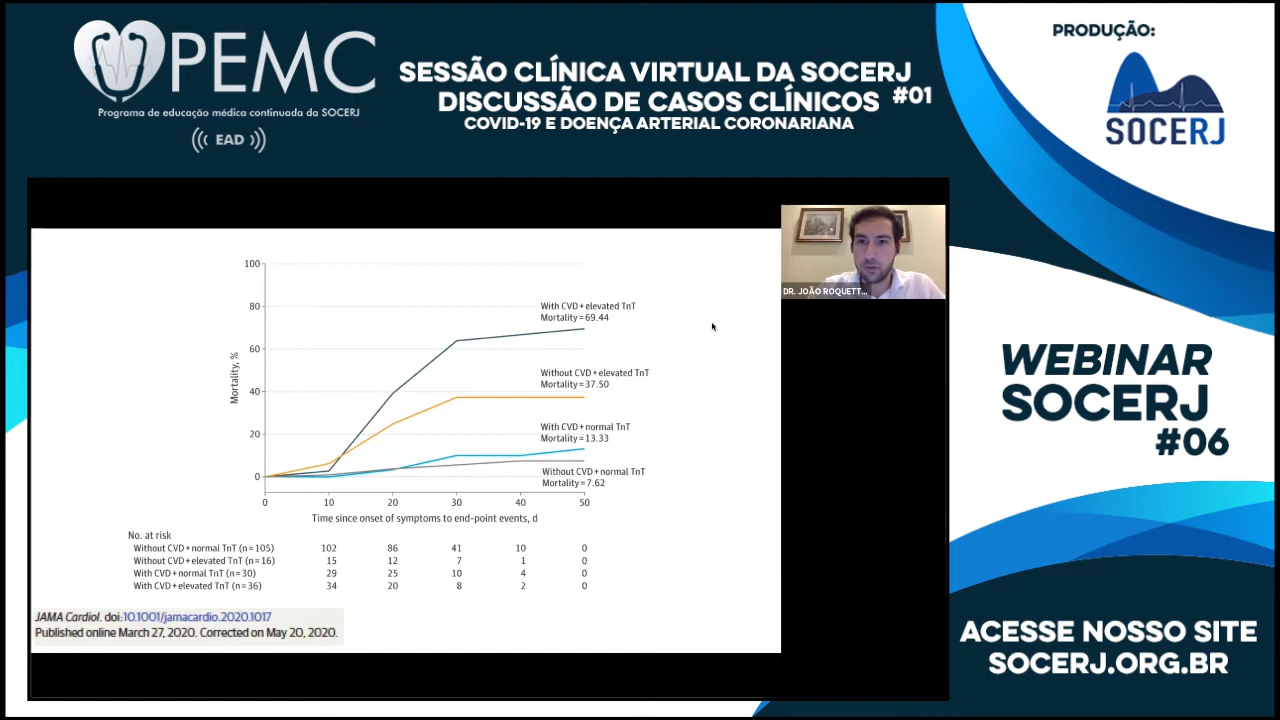 PEMC
Programa de educação médica continuada da SOCERJ
EAD
SESSÃO CLÍNICA VIRTUAL DA SOCERJ
DISCUSSÃO DE CASOS CLÍNICOS #01
COVID-19 E DOENÇA ARTERIAL CORONARIANA
PRODUÇÃO:
SOCERJ
DR. JOÃO ROQUETT...
100
80
60
40
20
0
Mortality, %
With CVD + elevated TnT
Mortality = 69.44
Without CVD + elevated TnT
Mortality = 37.50
With CVD + normal TnT
Mortality = 13.33
Without CVD + normal TnT
Mortality = 7.62
0 10 20 30 40 50
Time since onset of symptoms to end-point events, d
No. at risk
Without CVD + normal TnT (n = 105) 102 86 41 10 0
Without CVD + elevated TnT (n = 16) 15 12 7 1 0
With CVD + normal TnT (n = 30) 29 25 10 4 0
With CVD + elevated TnT (n = 36) 34 20 8 2 0
JAMA Cardiol. doi:10.1001/jamacardio.2020.1017
Published online March 27, 2020. Corrected on May 20, 2020.
WEBINAR
SOCERJ
#06
ACESSE NOSSO SITE
SOCERJ.ORG.BR